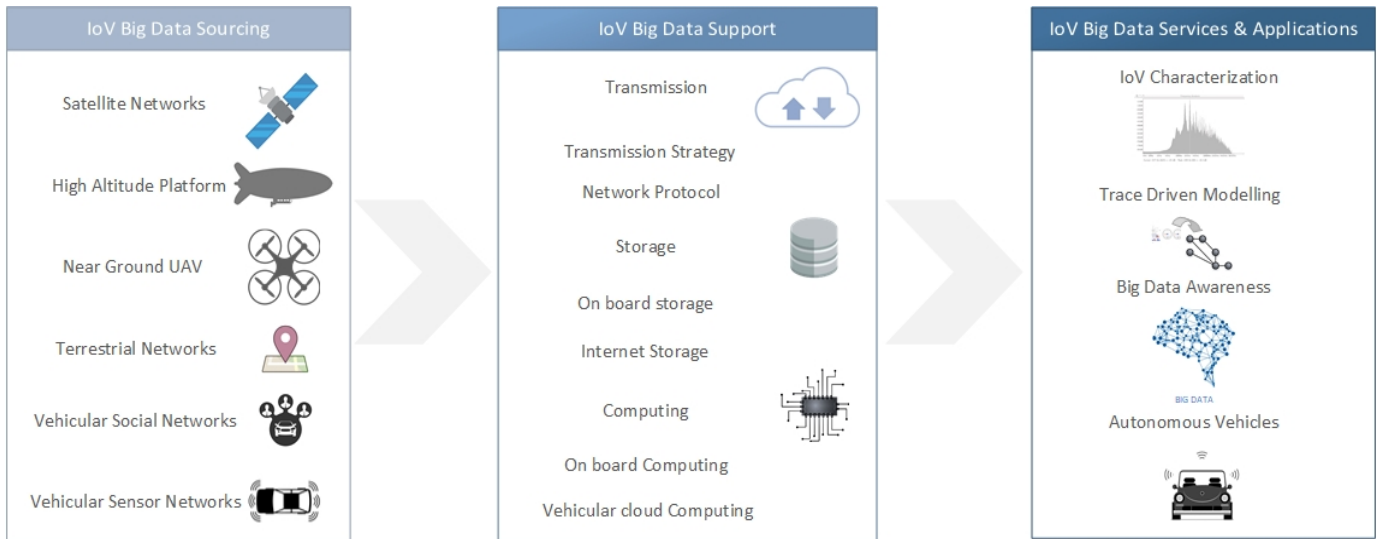 IoV Big Data Sourcing
Satellite Networks
High Altitude Platform
Near Ground UAV
Terrestrial Networks
Vehicular Social Networks
Vehicular Sensor Networks
IoV Big Data Support
Transmission
Transmission Strategy
Network Protocol
Storage
On board storage
Internet Storage
Computing
On board Computing
Vehicular cloud Computing
IoV Big Data Services & Applications
IoV Characterization
Trace Driven Modelling
Big Data Awareness
BIG DATA
Autonomous Vehicles